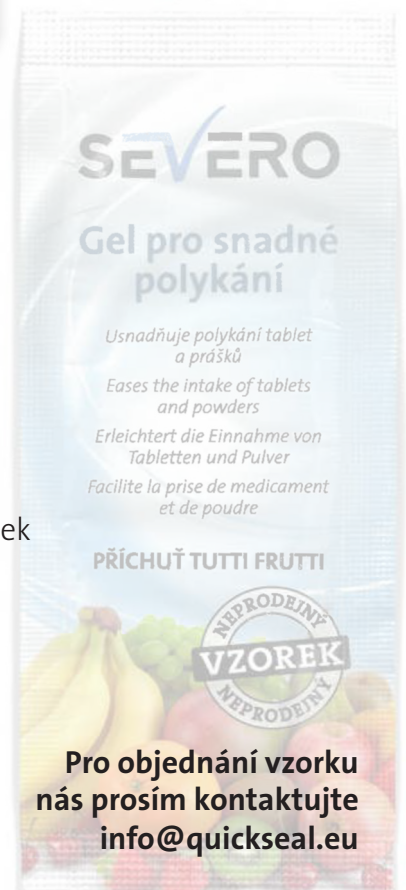 SEVERO
Gel pro snadné
polykání
Usnadňuje polykání tablet
a prášků
Eases the intake of tablets
and powders
Erleichtert die Einnahme von
Tabletten und Pulver
Facilite la prise de medicament
et de poudre
ek
PŘÍCHUŤ TUTTI FRUTTI
NEPRODEJNÝ
VZOREK
NEPRODEJNÝ
Pro objednání vzorku
nás prosím kontaktujte
info@quickseal.eu